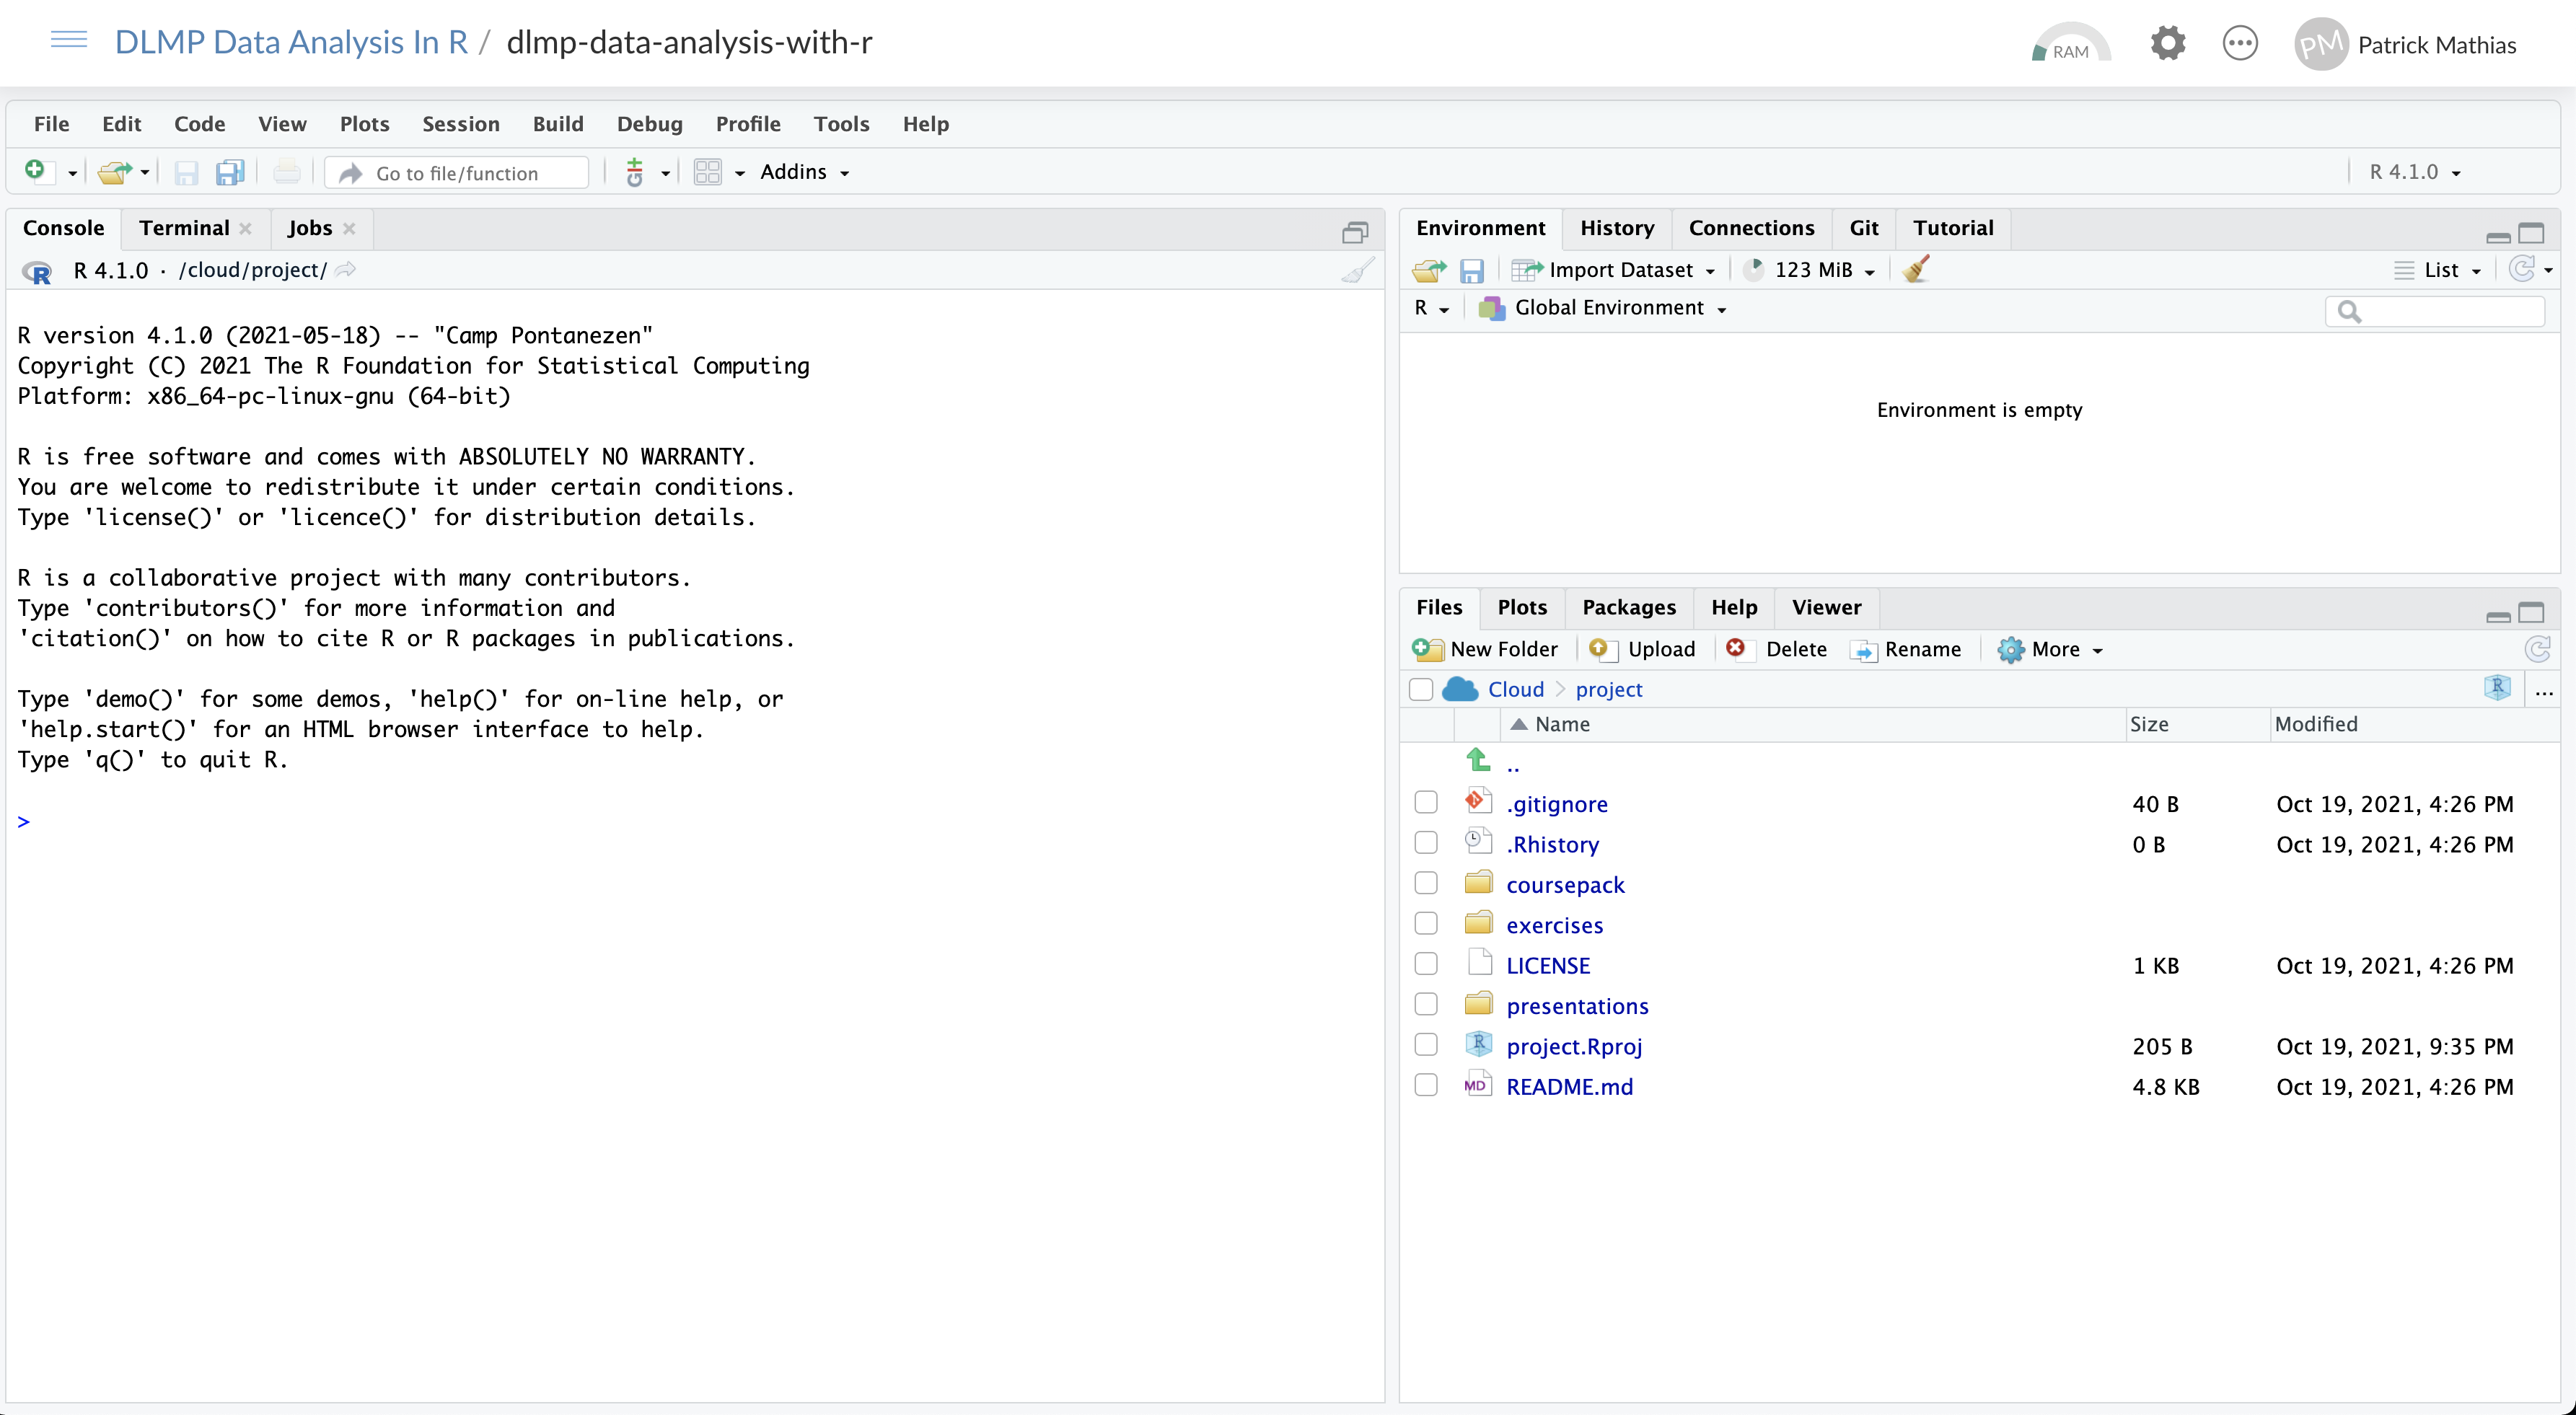 DLMP Data Analysis In R / dlmp-data-analysis-with-r
RAM
PM Patrick Mathias
File Edit Code View Plots Session Build Debug Profile Tools Help
Go to file/function
Addins
R 4.1.0
Console Terminal Jobs
R 4.1.0 · /cloud/project/
R version 4.1.0 (2021-05-18) -- "Camp Pontanezen"
Copyright (C) 2021 The R Foundation for Statistical Computing
Platform: x86_64-pc-linux-gnu (64-bit)
R is free software and comes with ABSOLUTELY NO WARRANTY.
You are welcome to redistribute it under certain conditions.
Type 'license()' or 'licence()' for distribution details.
R is a collaborative project with many contributors.
Type 'contributors()' for more information and
'citation()' on how to cite R or R packages in publications.
Type 'demo()' for some demos, 'help()' for on-line help, or
'help.start()' for an HTML browser interface to help.
Type 'q()' to quit R.
>
Environment History Connections Git Tutorial
Import Dataset 123 MiB List
R Global Environment
Environment is empty
Files Plots Packages Help Viewer
New Folder Upload Delete Rename More
Cloud > project ...
Name Size Modified
..
.gitignore 40 B Oct 19, 2021, 4:26 PM
.Rhistory 0 B Oct 19, 2021, 4:26 PM
coursepack
exercises
LICENSE 1 KB Oct 19, 2021, 4:26 PM
presentations
project.Rproj 205 B Oct 19, 2021, 9:35 PM
README.md 4.8 KB Oct 19, 2021, 4:26 PM